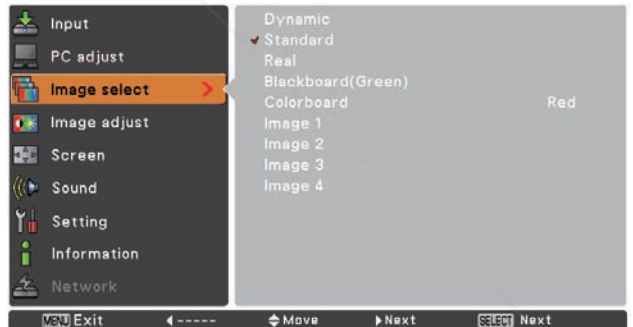 Input
PC adjust
Image select
Image adjust
Screen
Sound
Setting
Information
Network
Dynamic
Standard
Real
Blackboard(Green)
Colorboard Red
Image 1
Image 2
Image 3
Image 4
MENU Exit ----- Move Next SELECT Next